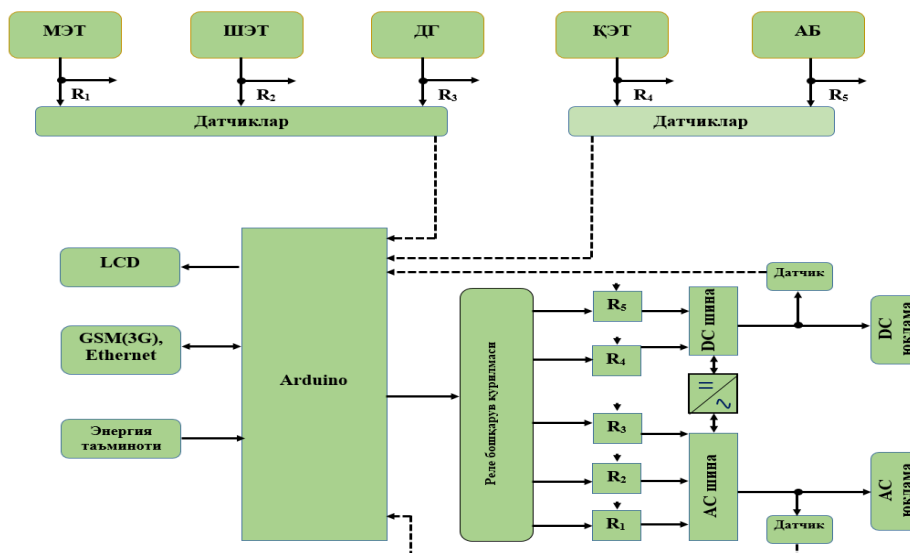 МЭТ
ШЭТ
ДГ
ҚЭТ
АБ
R1
R2
R3
R4
R5
Датчиклар
Датчиклар
LCD
GSM(3G),
Ethernet
Энергия
таъминоти
Arduino
Реле бошқарув қурилмаси
R5
R4
R3
R2
R1
DC шина
AC шина
Датчик
Датчик
DC
юклама
AC
юклама